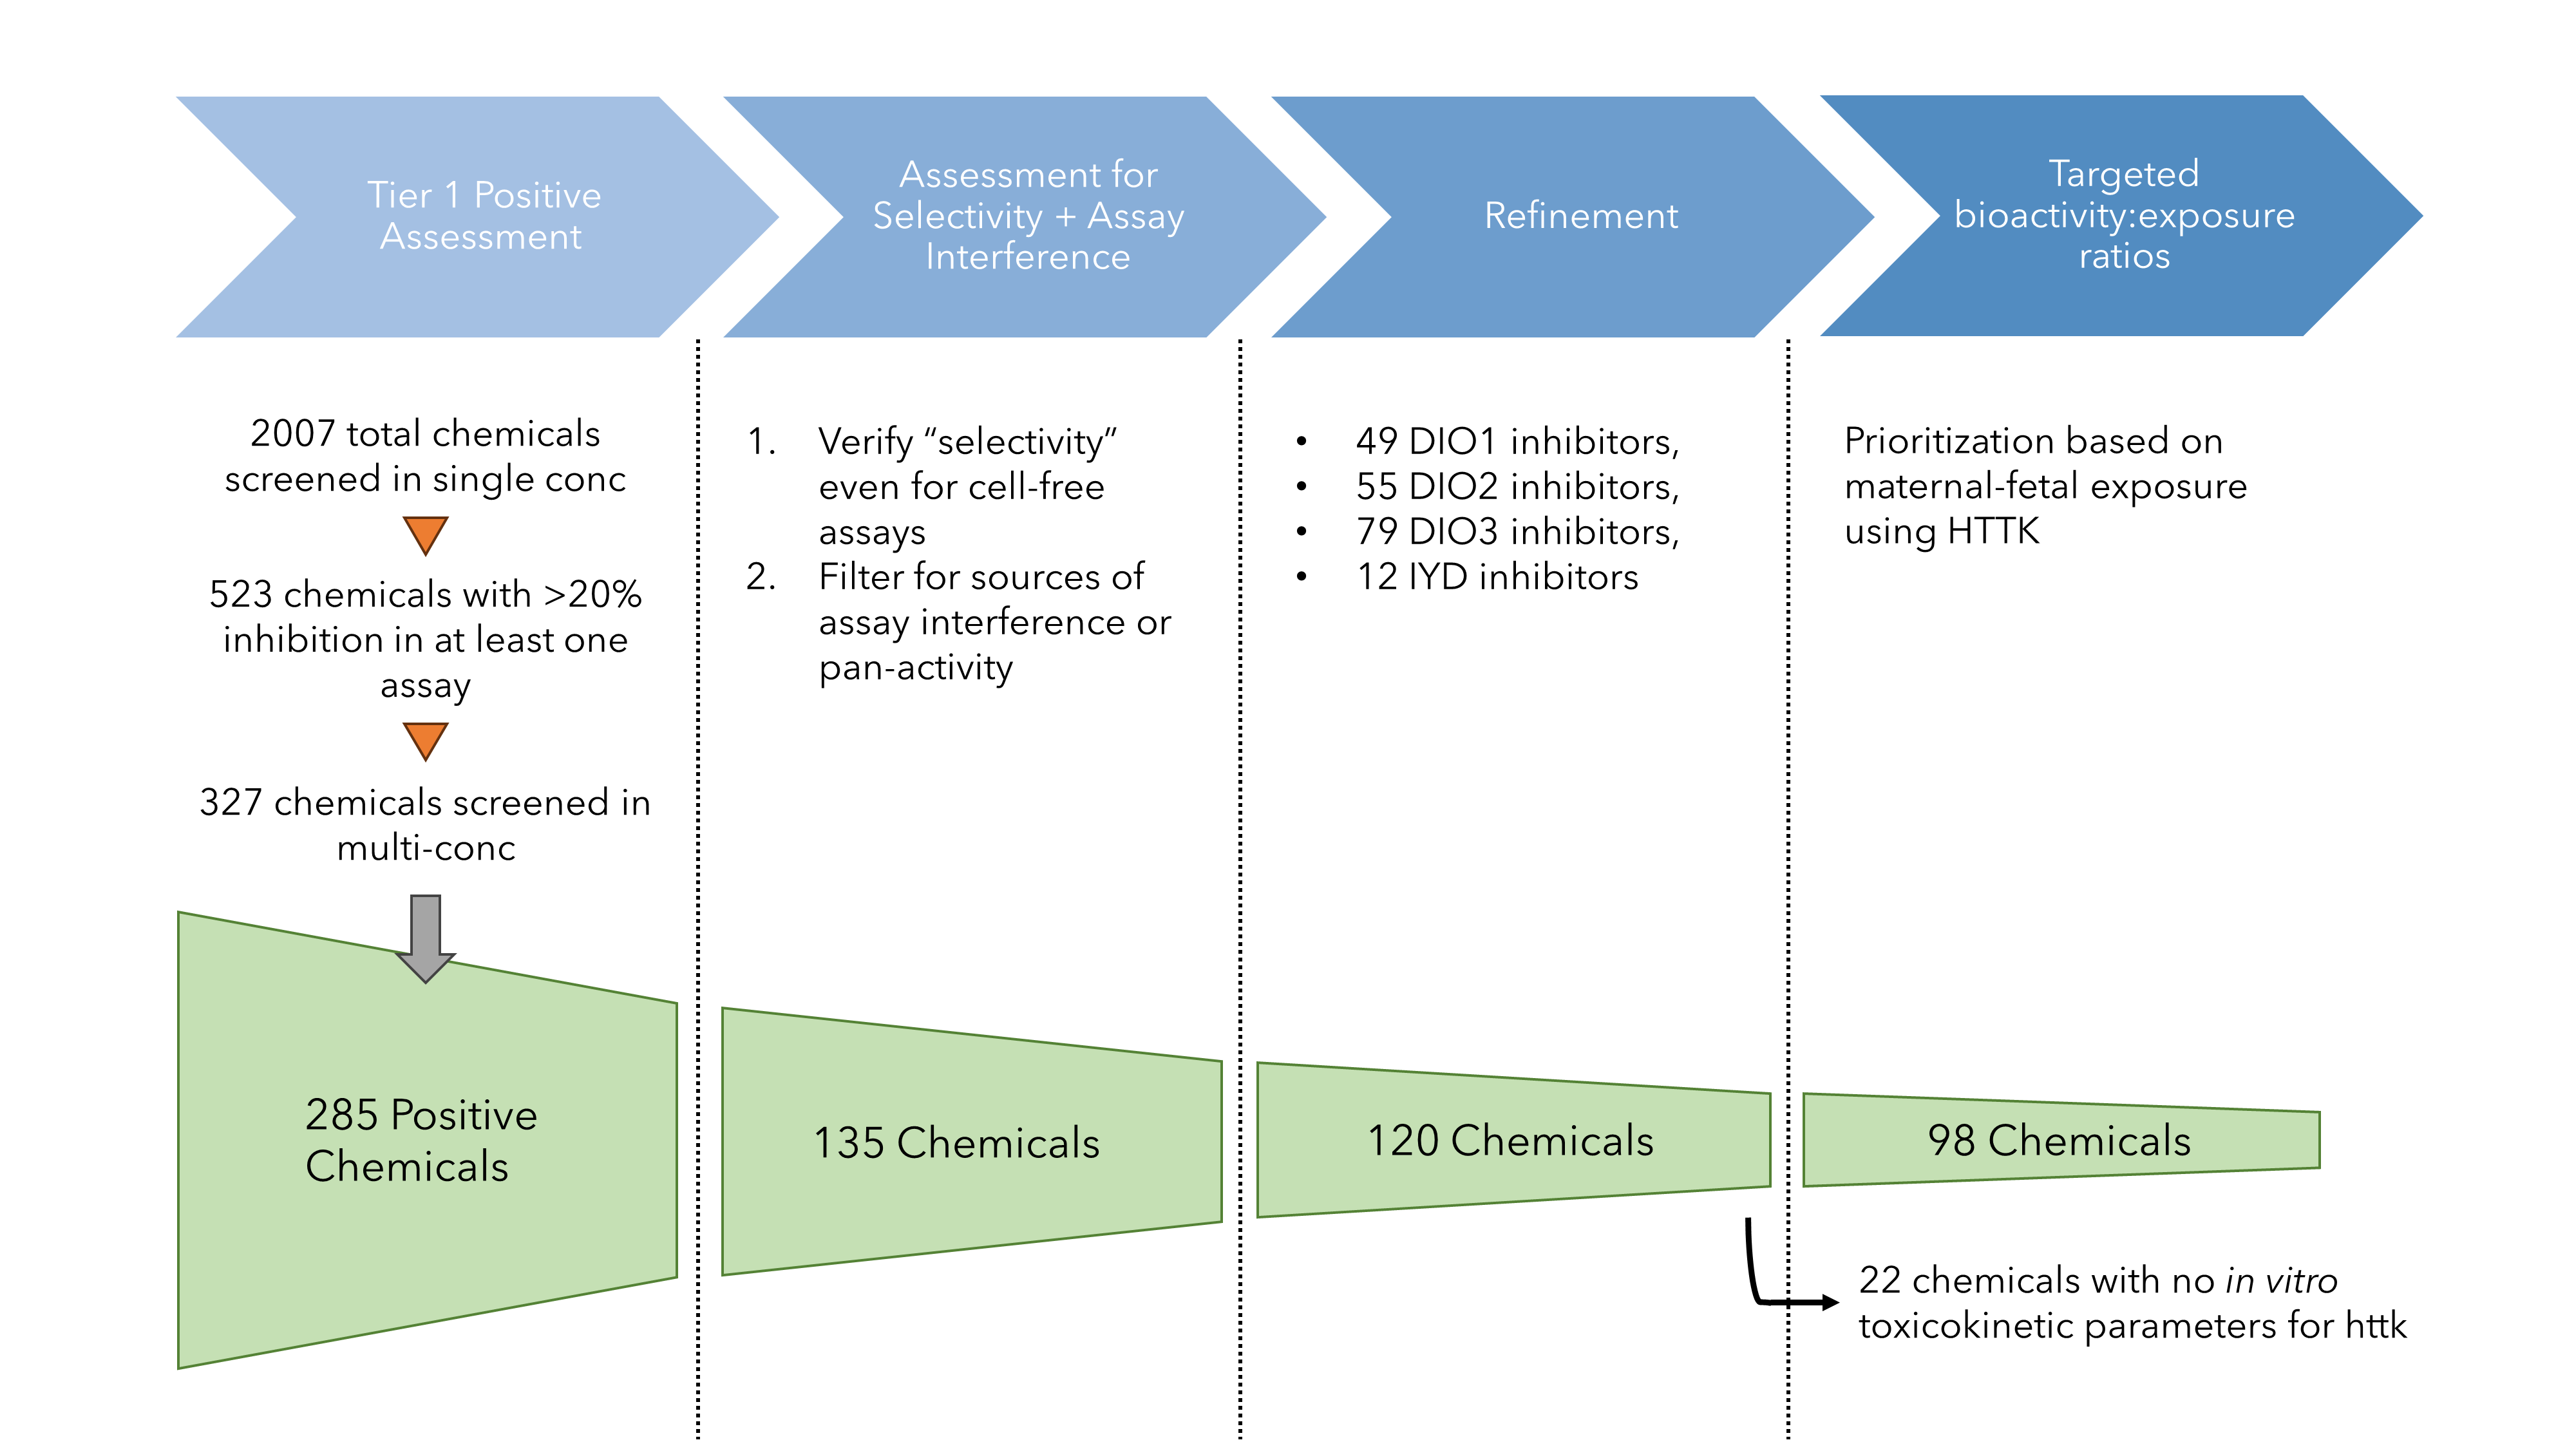 Tier 1 Positive
Assessment
Assessment for
Selectivity + Assay
Interference
Refinement
Targeted
bioactivity:exposure
ratios
2007 total chemicals
screened in single conc
523 chemicals with >20%
inhibition in at least one
assay
327 chemicals screened in
multi-conc
1. Verify “selectivity”
even for cell-free
assays
2. Filter for sources of
assay interference or
pan-activity
• 49 DIO1 inhibitors,
• 55 DIO2 inhibitors,
• 79 DIO3 inhibitors,
• 12 IYD inhibitors
Prioritization based on
maternal-fetal exposure
using HTTK
285 Positive
Chemicals
135 Chemicals
120 Chemicals
98 Chemicals
22 chemicals with no in vitro
toxicokinetic parameters for httk